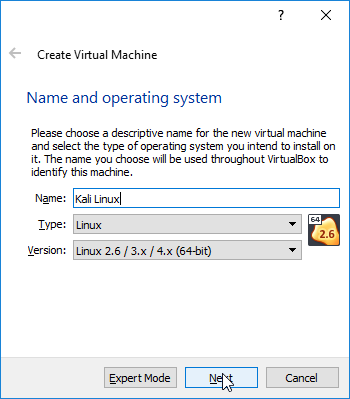 ?
Create Virtual Machine
Name and operating system
Please choose a descriptive name for the new virtual machine
and select the type of operating system you intend to install on
it. The name you choose will be used throughout VirtualBox to
identify this machine.
Name: Kali Linux
Type: Linux
64
2.6
Version: Linux 2.6 / 3.x / 4.x (64-bit)
Expert Mode Next Cancel